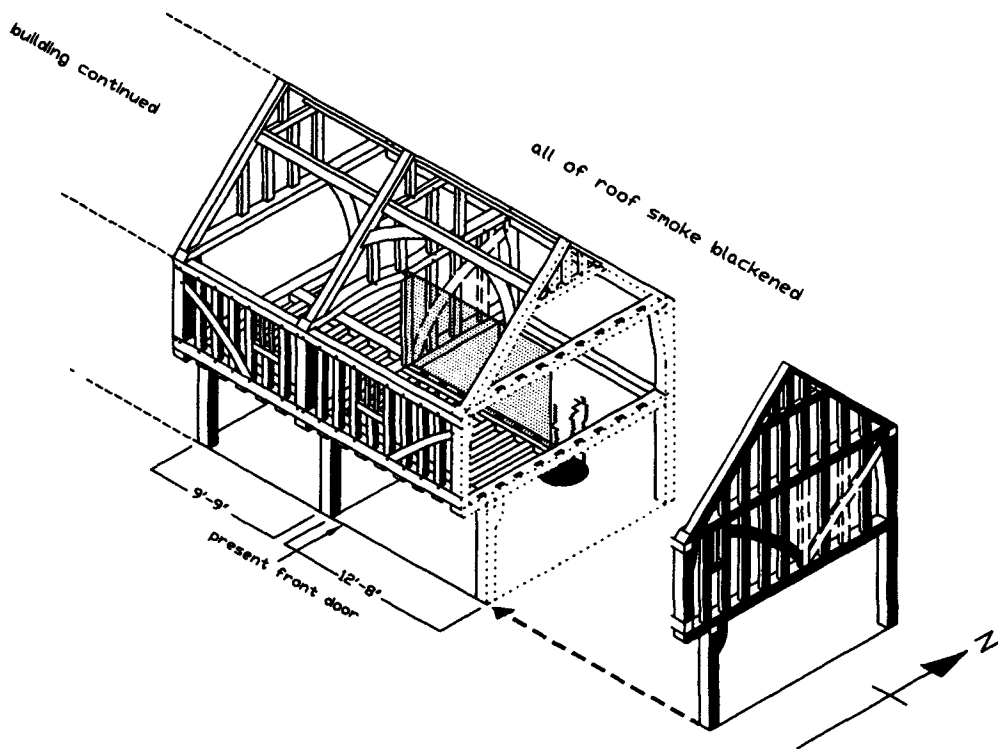 building continued
all of roof smoke blackened
9'-9"
present front door
12'-8"
N